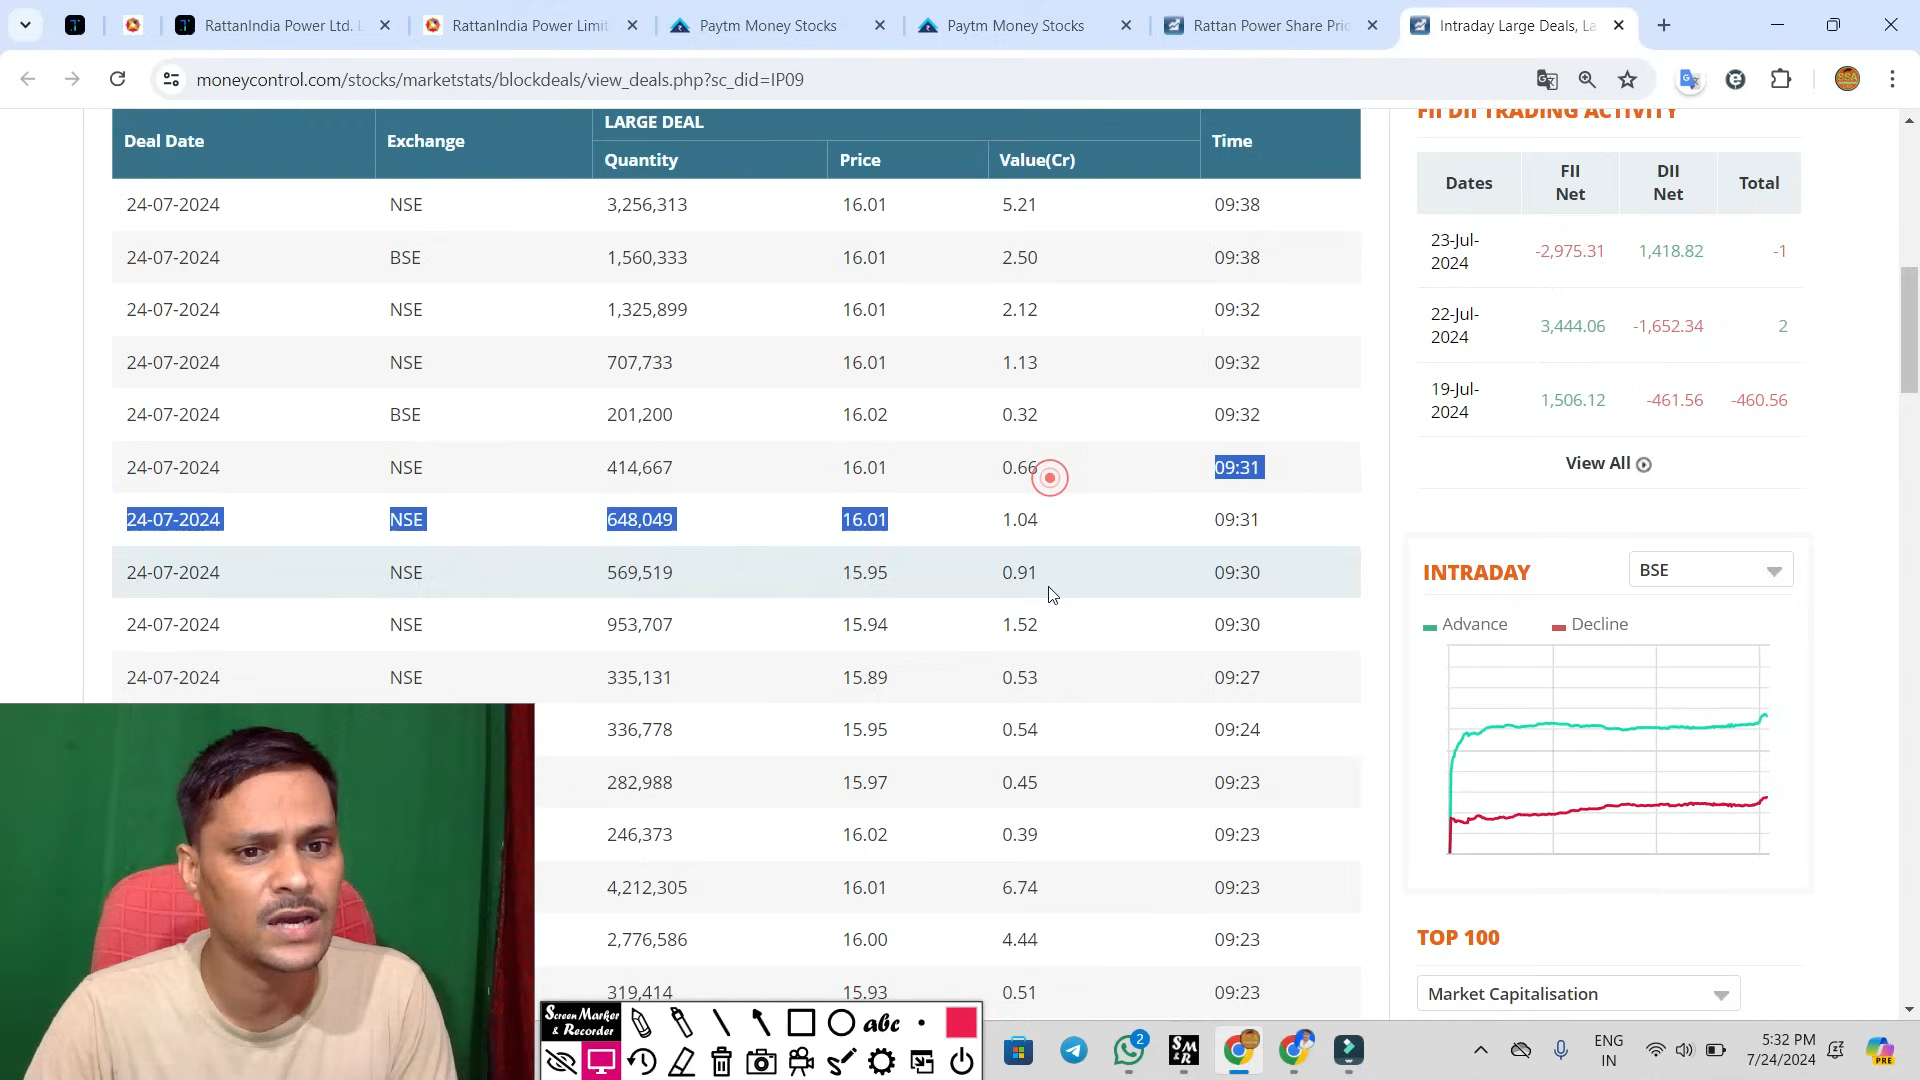 RattanIndia Power Ltd. L
RattanIndia Power Limit
Paytm Money Stocks
Paytm Money Stocks
Rattan Power Share Pric
Intraday Large Deals, La
moneycontrol.com/stocks/marketstats/blockdeals/view_deals.php?sc_did=IP09
Deal Date Exchange LARGE DEAL Time
Quantity Price Value(Cr)
24-07-2024 NSE 3,256,313 16.01 5.21 09:38
24-07-2024 BSE 1,560,333 16.01 2.50 09:38
24-07-2024 NSE 1,325,899 16.01 2.12 09:32
24-07-2024 NSE 707,733 16.01 1.13 09:32
24-07-2024 BSE 201,200 16.02 0.32 09:32
24-07-2024 NSE 414,667 16.01 0.66 09:31
24-07-2024 NSE 648,049 16.01 1.04 09:31
24-07-2024 NSE 569,519 15.95 0.91 09:30
24-07-2024 NSE 953,707 15.94 1.52 09:30
24-07-2024 NSE 335,131 15.89 0.53 09:27
336,778 15.95 0.54 09:24
282,988 15.97 0.45 09:23
246,373 16.02 0.39 09:23
4,212,305 16.01 6.74 09:23
2,776,586 16.00 4.44 09:23
319,414 15.93 0.51 09:23
FII DII TRADING ACTIVITY
Dates FII Net DII Net Total
23-Jul-2024 -2,975.31 1,418.82 -1
22-Jul-2024 3,444.06 -1,652.34 2
19-Jul-2024 1,506.12 -461.56 -460.56
View All
INTRADAY BSE
Advance Decline
TOP 100
Market Capitalisation
Screen Marker & Recorder
abc
2
S M & R
ENG
IN
5:32 PM
7/24/2024
PRE